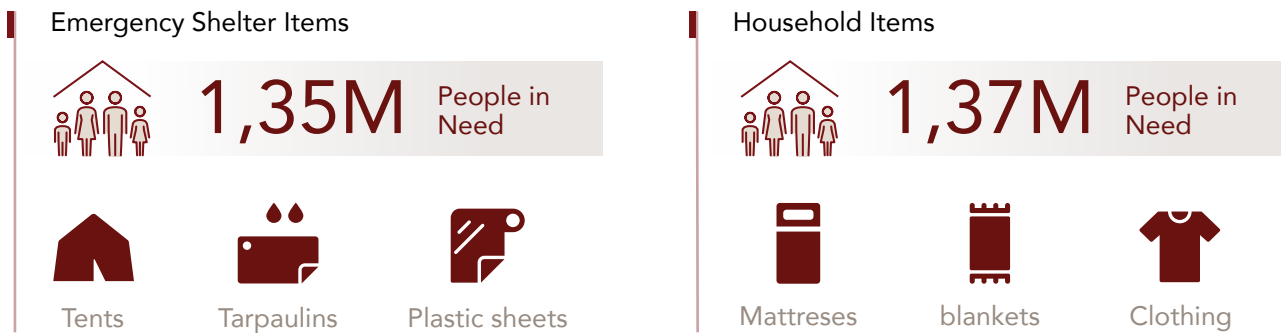 Emergency Shelter Items
1,35M
People in
Need
Tents
Tarpaulins
Plastic sheets
Household Items
1,37M
People in
Need
Mattreses
blankets
Clothing